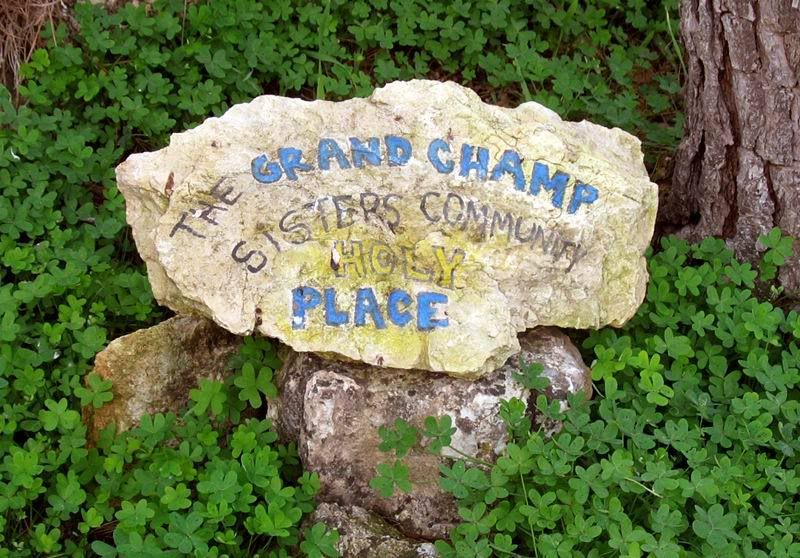 THE GRAND CHAMP
SISTERS COMMUNITY
HOLY
PLACE